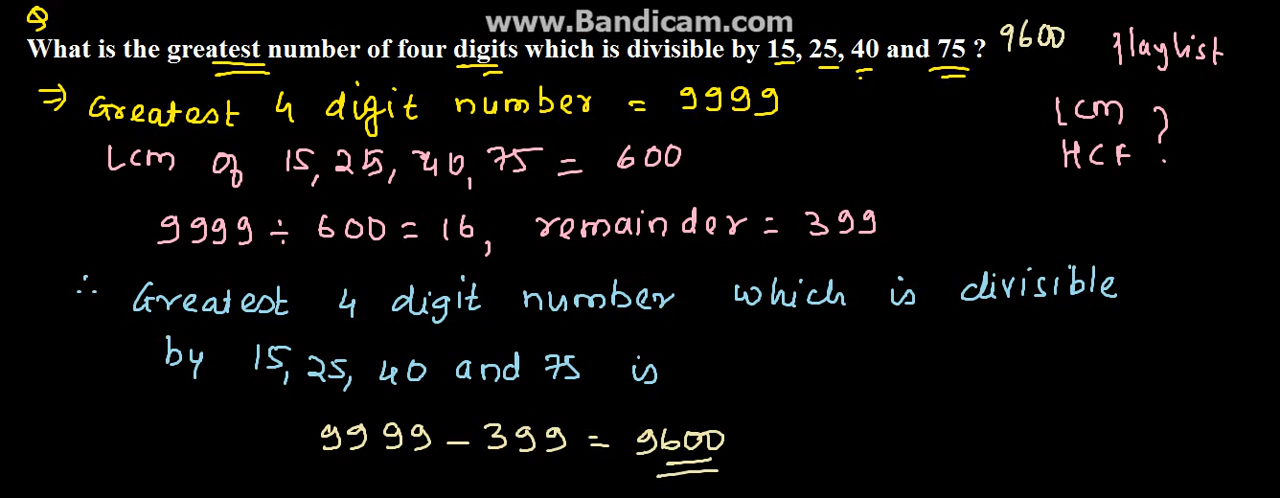 www.Bandicam.com
Q
What is the greatest number of four digits which is divisible by 15, 25, 40 and 75 ? 9600
Playlist
LCM
HCF ?
⇒ Greatest 4 digit number = 9999
LCM of 15, 25, 40, 75 = 600
9999 ÷ 600 = 16, remainder = 399
∴ Greatest 4 digit number which is divisible
by 15, 25, 40 and 75 is
9999 – 399 = 9600